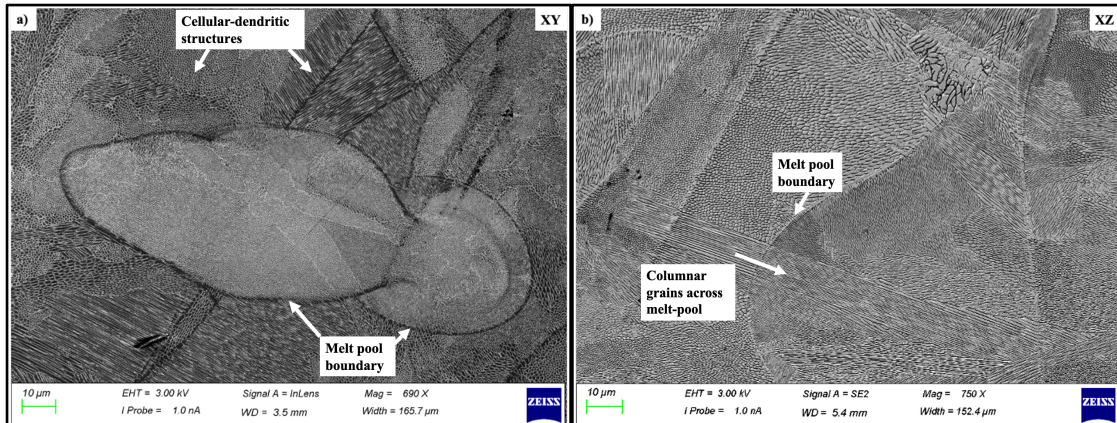 a)
XY
Cellular-dendritic
structures
Melt pool
boundary
10 µm
EHT = 3.00 kV
Signal A = InLens
Mag = 690 X
I Probe = 1.0 nA
WD = 3.5 mm
Width = 165.7 µm
ZEISS
b)
XZ
Melt pool
boundary
Columnar
grains across
melt-pool
10 µm
EHT = 3.00 kV
Signal A = SE2
Mag = 750 X
I Probe = 1.0 nA
WD = 5.4 mm
Width = 152.4 µm
ZEISS